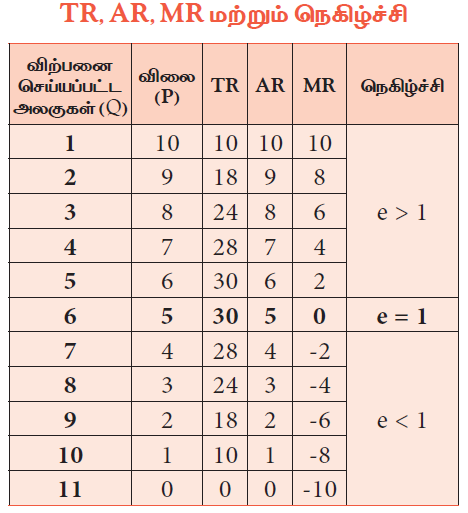 TR, AR, MR மற்றும் நெகிழ்ச்சி
விற்பனை செய்யப்பட்ட அலகுகள் (Q) விலை (P) TR AR MR நெகிழ்ச்சி
1 10 10 10 10
2 9 18 9 8
3 8 24 8 6 e > 1
4 7 28 7 4
5 6 30 6 2
6 5 30 5 0 e = 1
7 4 28 4 -2
8 3 24 3 -4
9 2 18 2 -6 e < 1
10 1 10 1 -8
11 0 0 0 -10